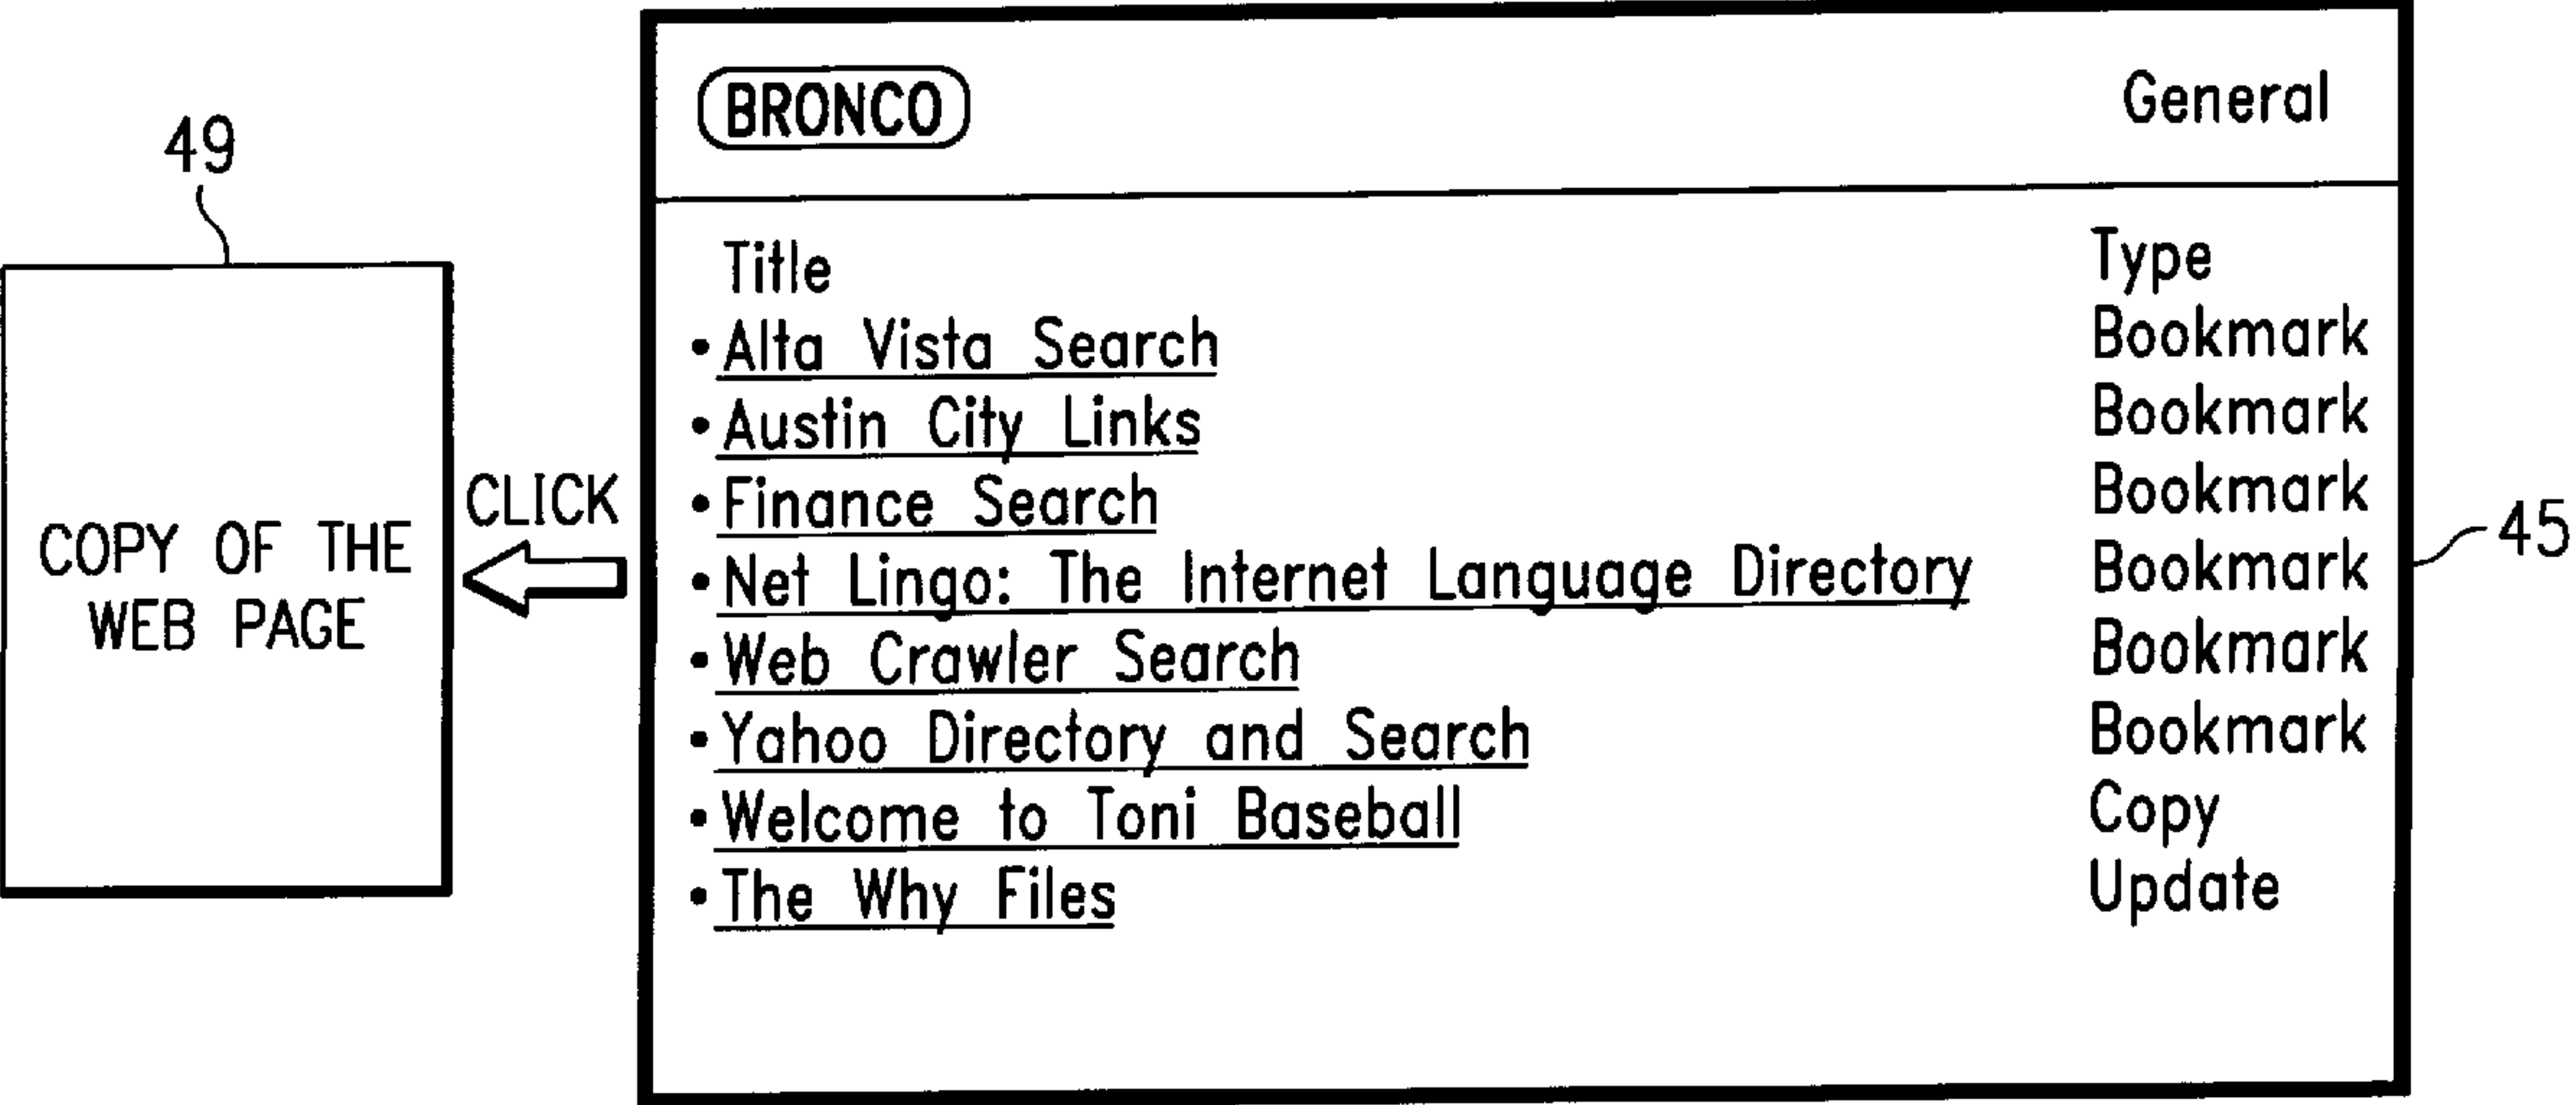 49
COPY OF THE
WEB PAGE
CLICK
BRONCO General
Title Type
•Alta Vista Search Bookmark
•Austin City Links Bookmark
•Finance Search Bookmark
•Net Lingo: The Internet Language Directory Bookmark
•Web Crawler Search Bookmark
•Yahoo Directory and Search Bookmark
•Welcome to Toni Baseball Copy
•The Why Files Update
45